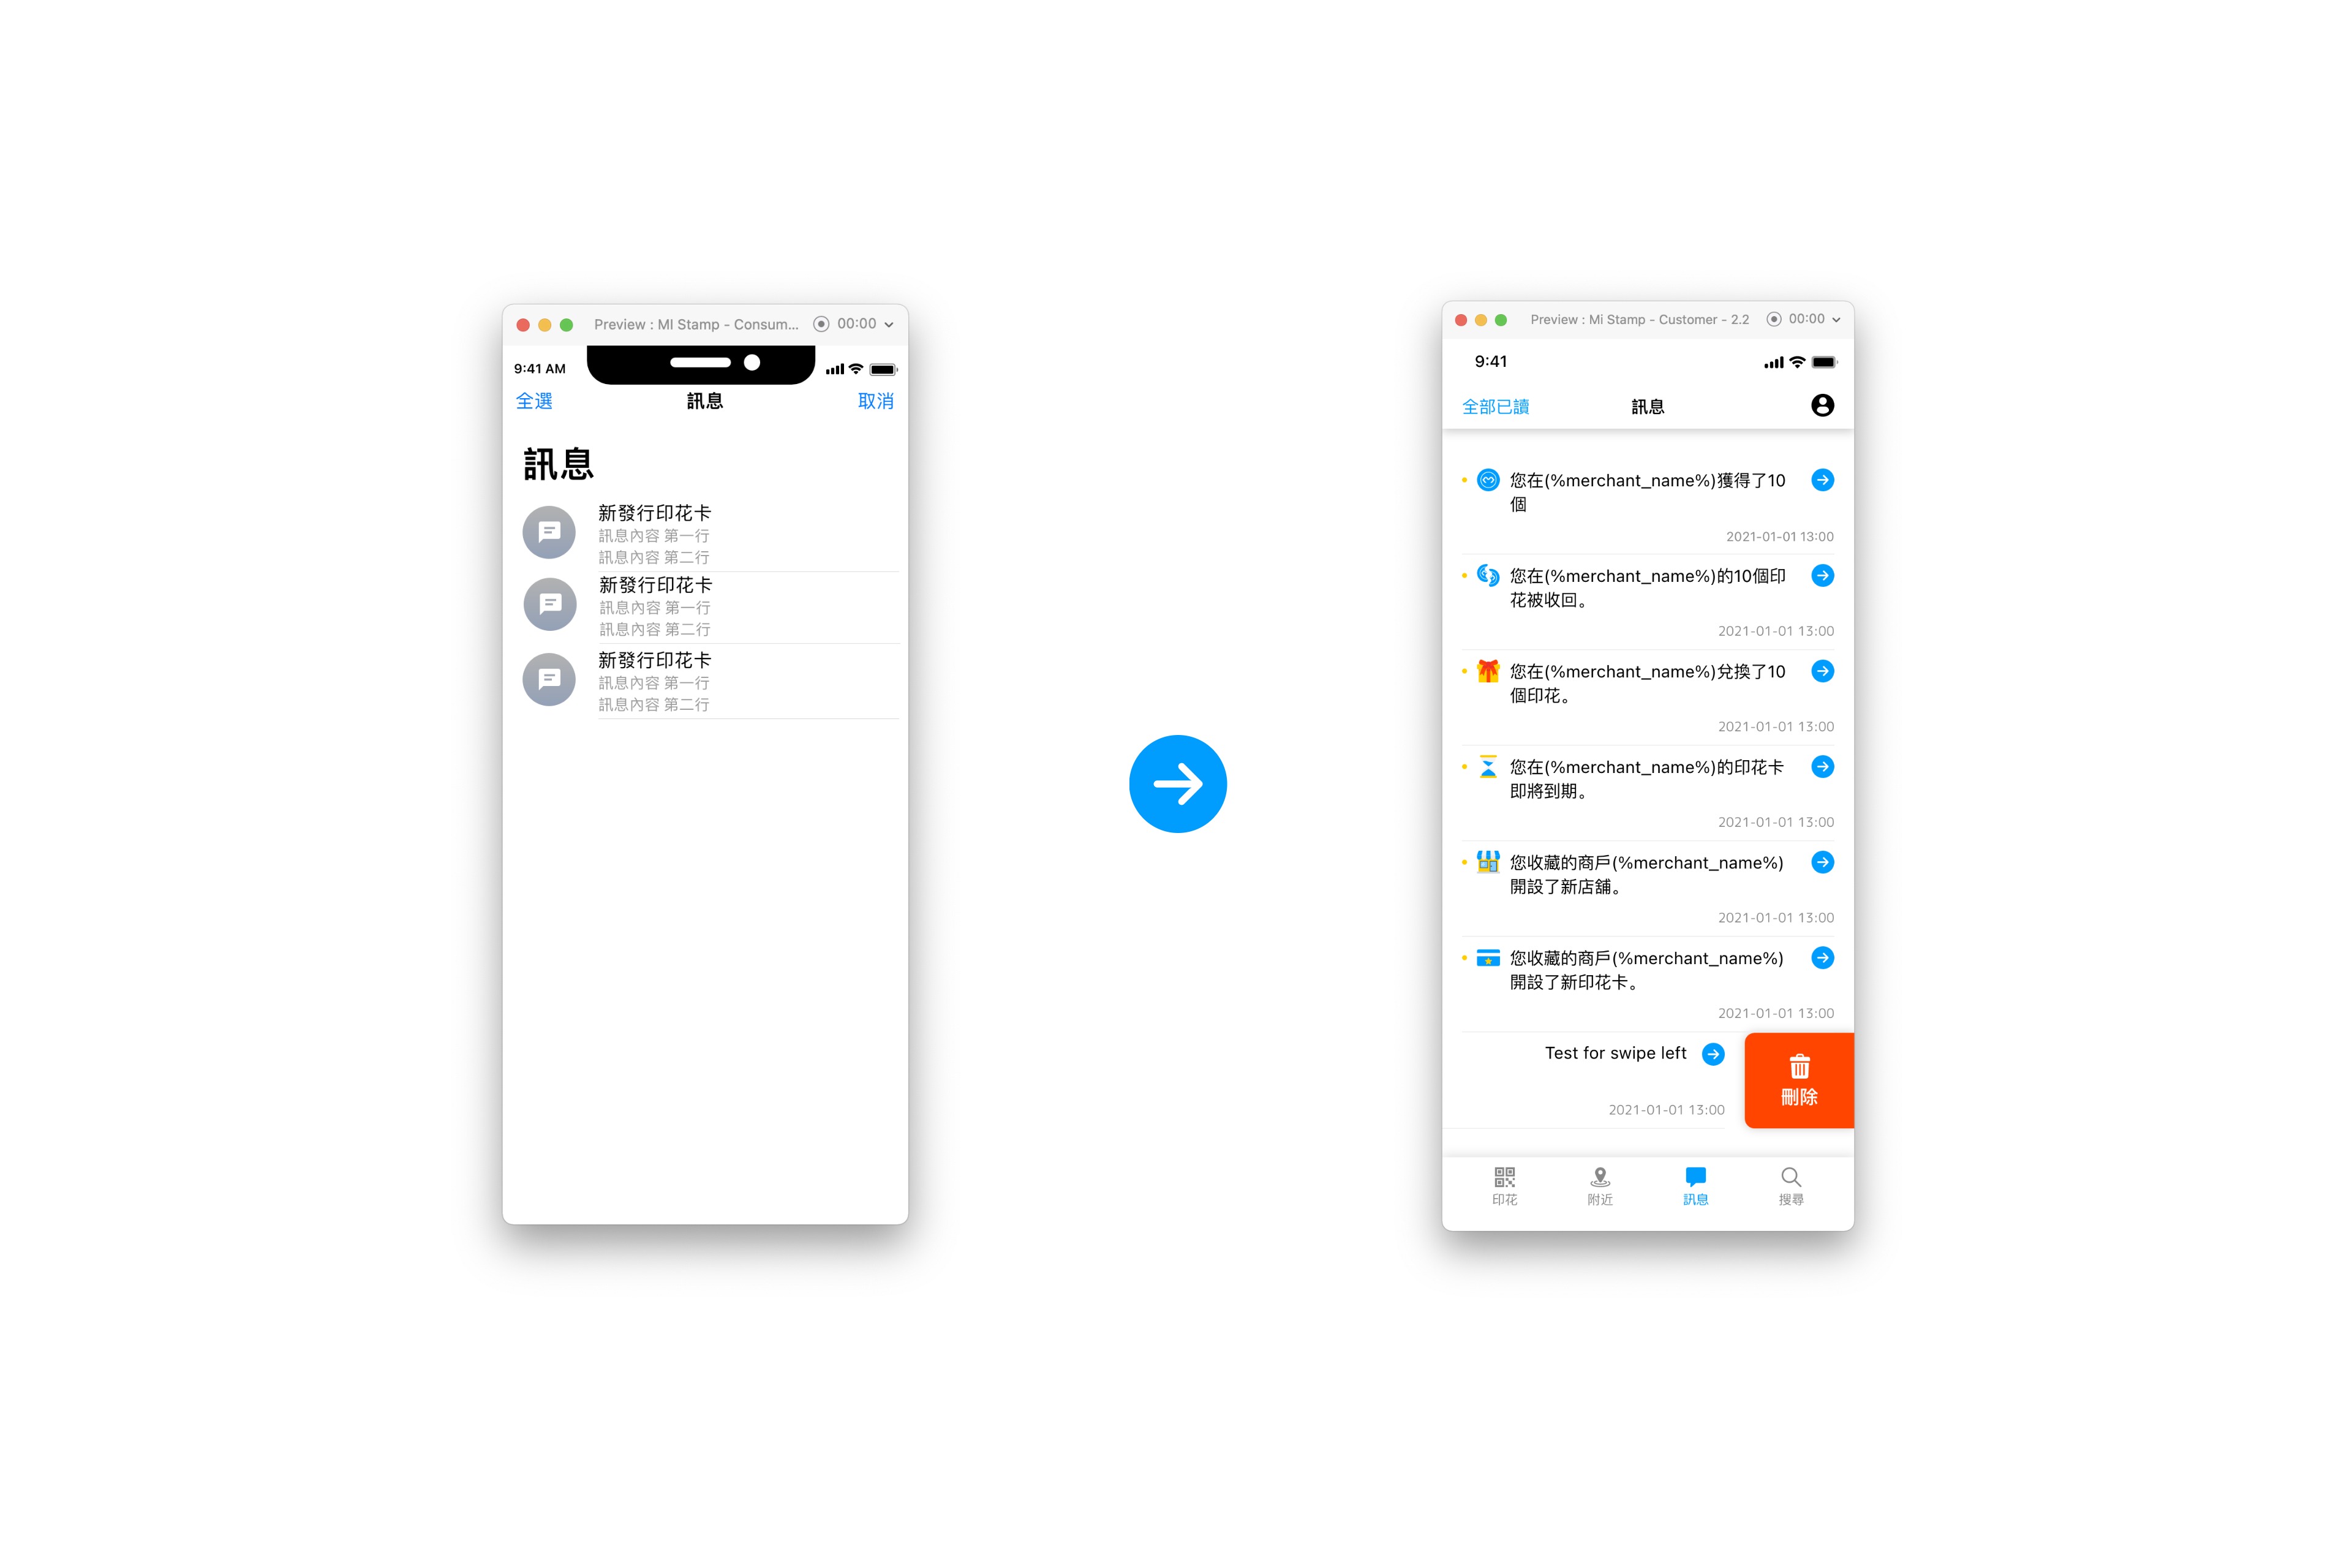 Preview : MI Stamp - Consum...
00:00
9:41 AM
全選
訊息
取消
訊息
新發行印花卡
訊息內容 第一行
訊息內容 第二行
新發行印花卡
訊息內容 第一行
訊息內容 第二行
新發行印花卡
訊息內容 第一行
訊息內容 第二行
Preview : Mi Stamp - Customer - 2.2
00:00
9:41
全部已讀
訊息
您在(%merchant_name%)獲得了10
個
2021-01-01 13:00
您在(%merchant_name%)的10個印
花被收回。
2021-01-01 13:00
您在(%merchant_name%)兌換了10
個印花。
2021-01-01 13:00
您在(%merchant_name%)的印花卡
即將到期。
2021-01-01 13:00
您收藏的商戶(%merchant_name%)
開設了新店舖。
2021-01-01 13:00
您收藏的商戶(%merchant_name%)
開設了新印花卡。
2021-01-01 13:00
Test for swipe left
2021-01-01 13:00
刪除
印花
附近
訊息
搜尋